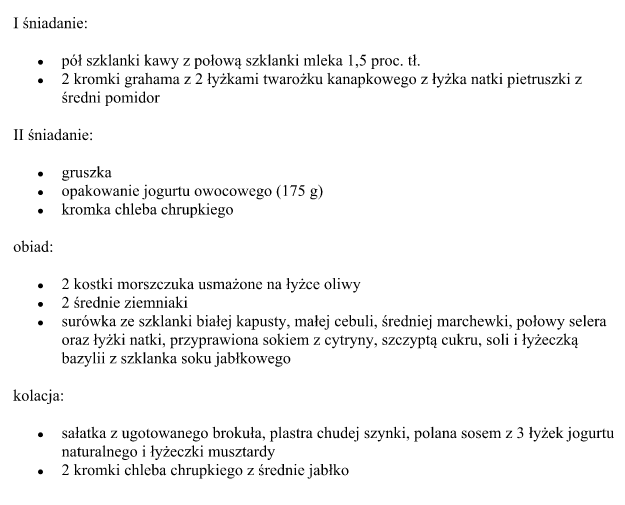 I śniadanie:
• pół szklanki kawy z połową szklanki mleka 1,5 proc. tł.
• 2 kromki grahama z 2 łyżkami twarożku kanapkowego z łyżka natki pietruszki z
średni pomidor
II śniadanie:
• gruszka
• opakowanie jogurtu owocowego (175 g)
• kromka chleba chrupkiego
obiad:
• 2 kostki morszczuka usmażone na łyżce oliwy
• 2 średnie ziemniaki
• surówka ze szklanki białej kapusty, małej cebuli, średniej marchewki, połowy selera
oraz łyżki natki, przyprawiona sokiem z cytryny, szczyptą cukru, soli i łyżeczką
bazylii z szklanka soku jabłkowego
kolacja:
• sałatka z ugotowanego brokuła, plastra chudej szynki, polana sosem z 3 łyżek jogurtu
naturalnego i łyżeczki musztardy
• 2 kromki chleba chrupkiego z średnie jabłko